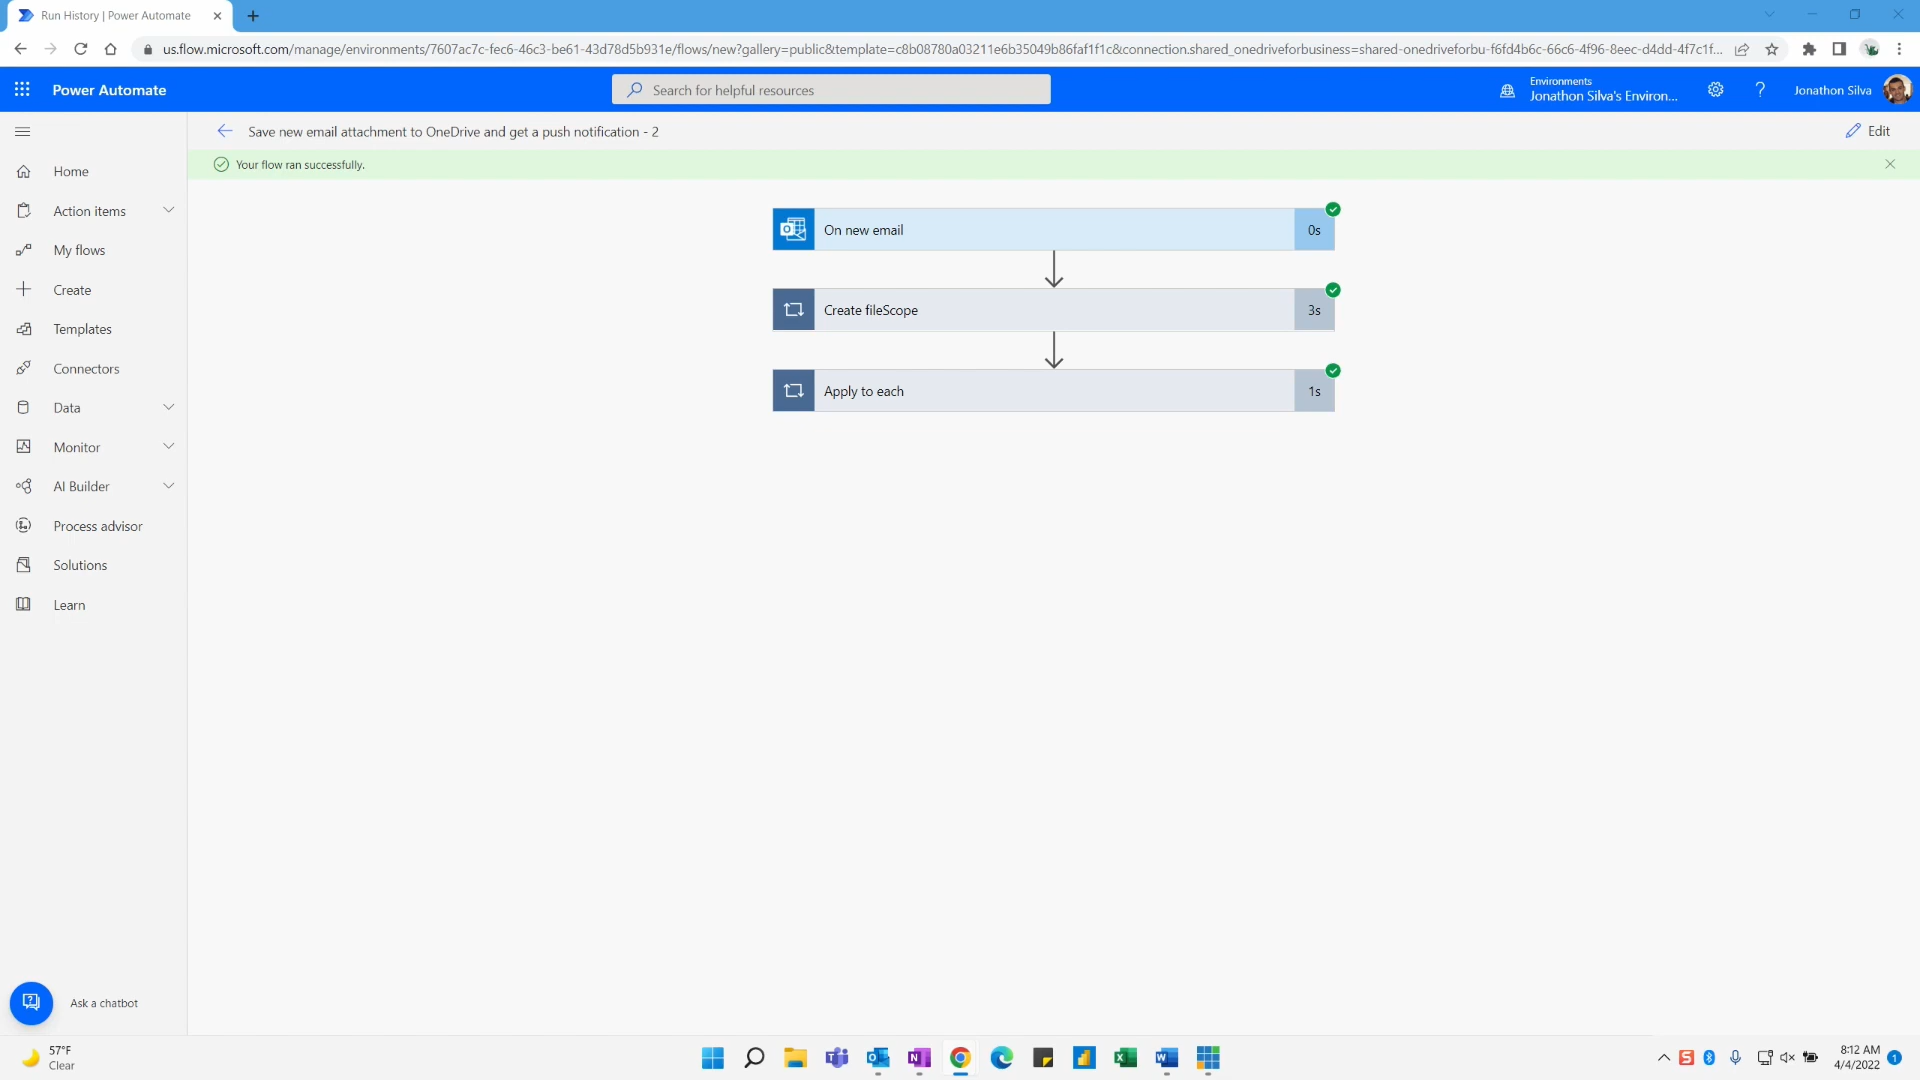 Run History | Power Automate
us.flow.microsoft.com/manage/environments/7607ac7c-fec6-46c3-be61-43d78d5b931e/flows/new?gallery=public&template=c8b08780a03211e6b35049b86faf1f1c&connection.shared_onedriveforbusiness=shared-onedriveforbu-f6fd4b6c-66c6-4f96-8eec-d4dd-4f7c1f...
Power Automate
Search for helpful resources
Environments
Jonathon Silva's Environ...
Jonathon Silva
Save new email attachment to OneDrive and get a push notification - 2
Edit
Your flow ran successfully.
Home
Action items
My flows
Create
Templates
Connectors
Data
Monitor
AI Builder
Process advisor
Solutions
Learn
On new email 0s
Create fileScope 3s
Apply to each 1s
Ask a chatbot
57°F
Clear
8:12 AM
4/4/2022
1